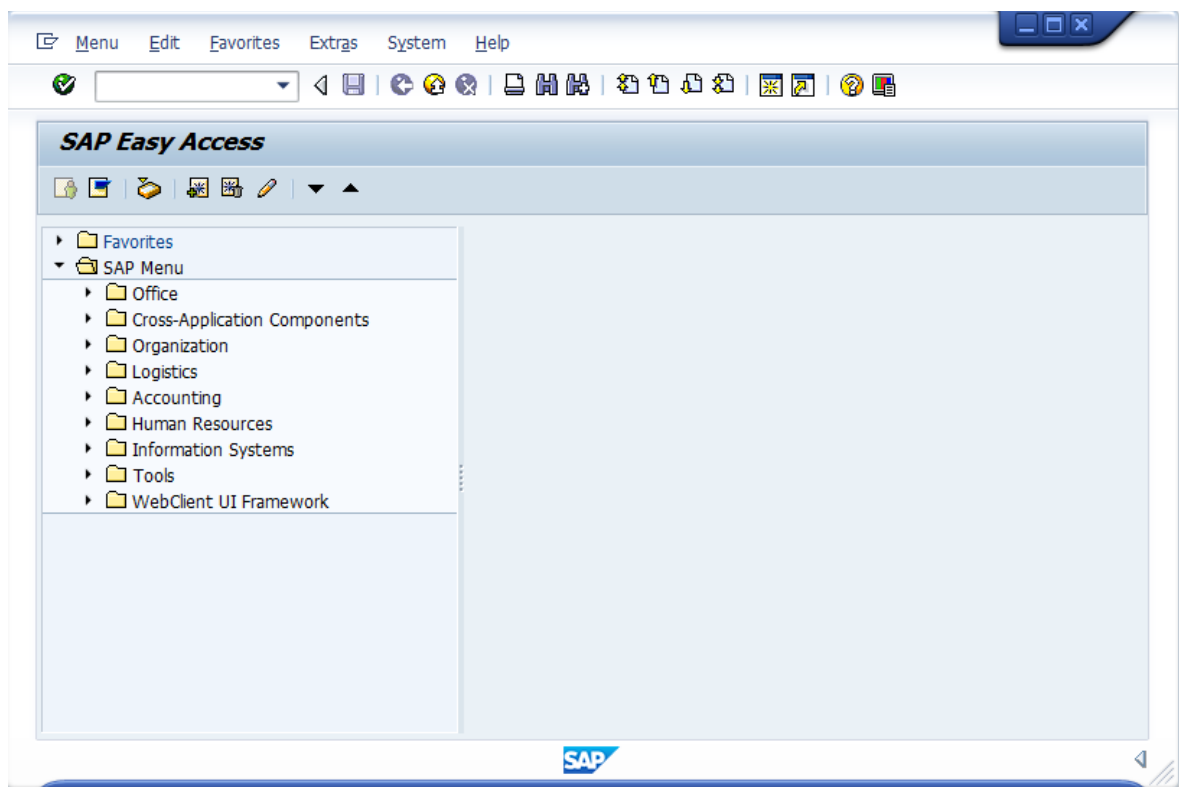 Menu Edit Favorites Extras System Help
SAP Easy Access
Favorites
SAP Menu
Office
Cross-Application Components
Organization
Logistics
Accounting
Human Resources
Information Systems
Tools
WebClient UI Framework
SAP